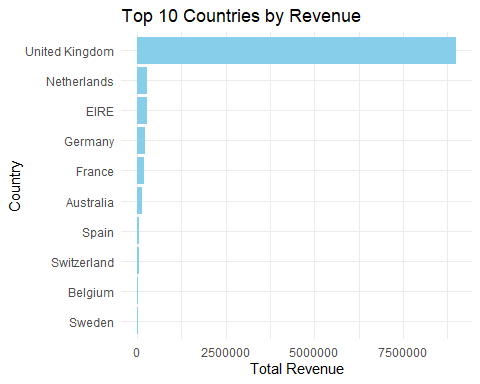 Top 10 Countries by Revenue
United Kingdom
Netherlands
EIRE
Germany
France
Australia
Spain
Switzerland
Belgium
Sweden
Country
0 2500000 5000000 7500000
Total Revenue